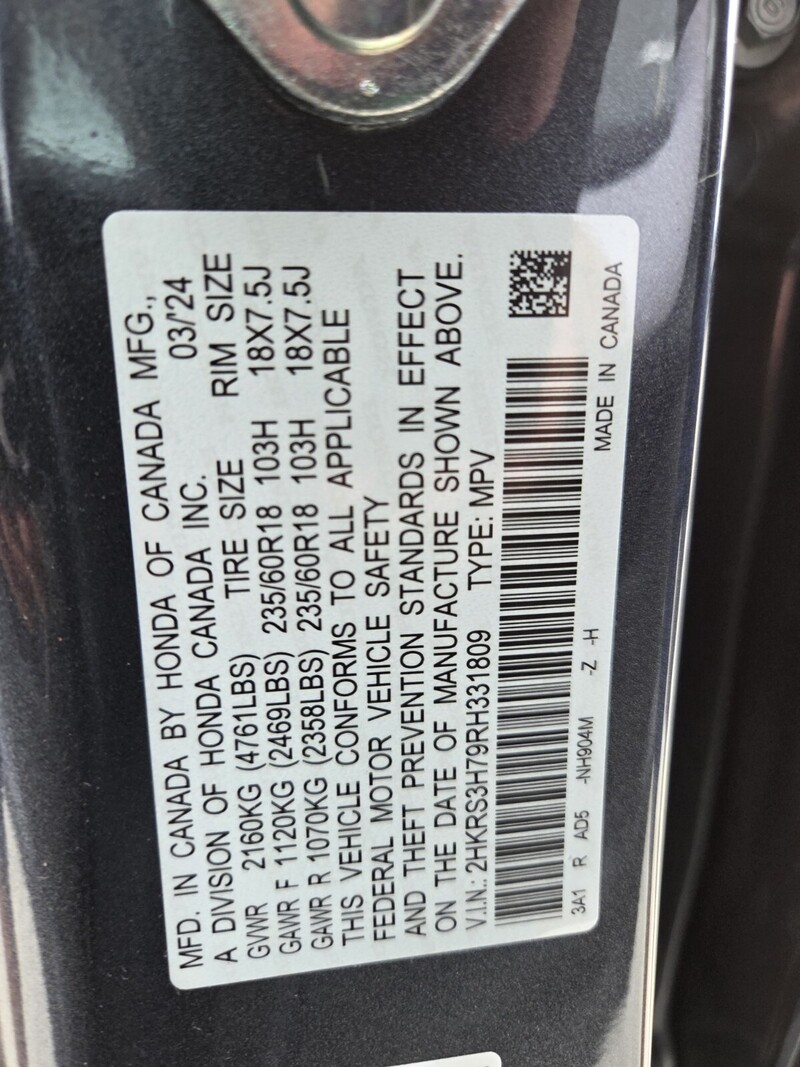 MFD. IN CANADA BY HONDA OF CANADA MFG.,
A DIVISION OF HONDA CANADA INC. 03/'24
GVWR 2160KG (4761LBS) TIRE SIZE RIM SIZE
GAWR F 1120KG (2469LBS) 235/60R18 103H 18X7.5J
GAWR R 1070KG (2358LBS) 235/60R18 103H 18X7.5J
THIS VEHICLE CONFORMS TO ALL APPLICABLE
FEDERAL MOTOR VEHICLE SAFETY
AND THEFT PREVENTION STANDARDS IN EFFECT
ON THE DATE OF MANUFACTURE SHOWN ABOVE.
V.I.N.: 2HKRS3H79RH331809 TYPE: MPV
3A1 R AD5 -NH904M -Z -H
MADE IN CANADA